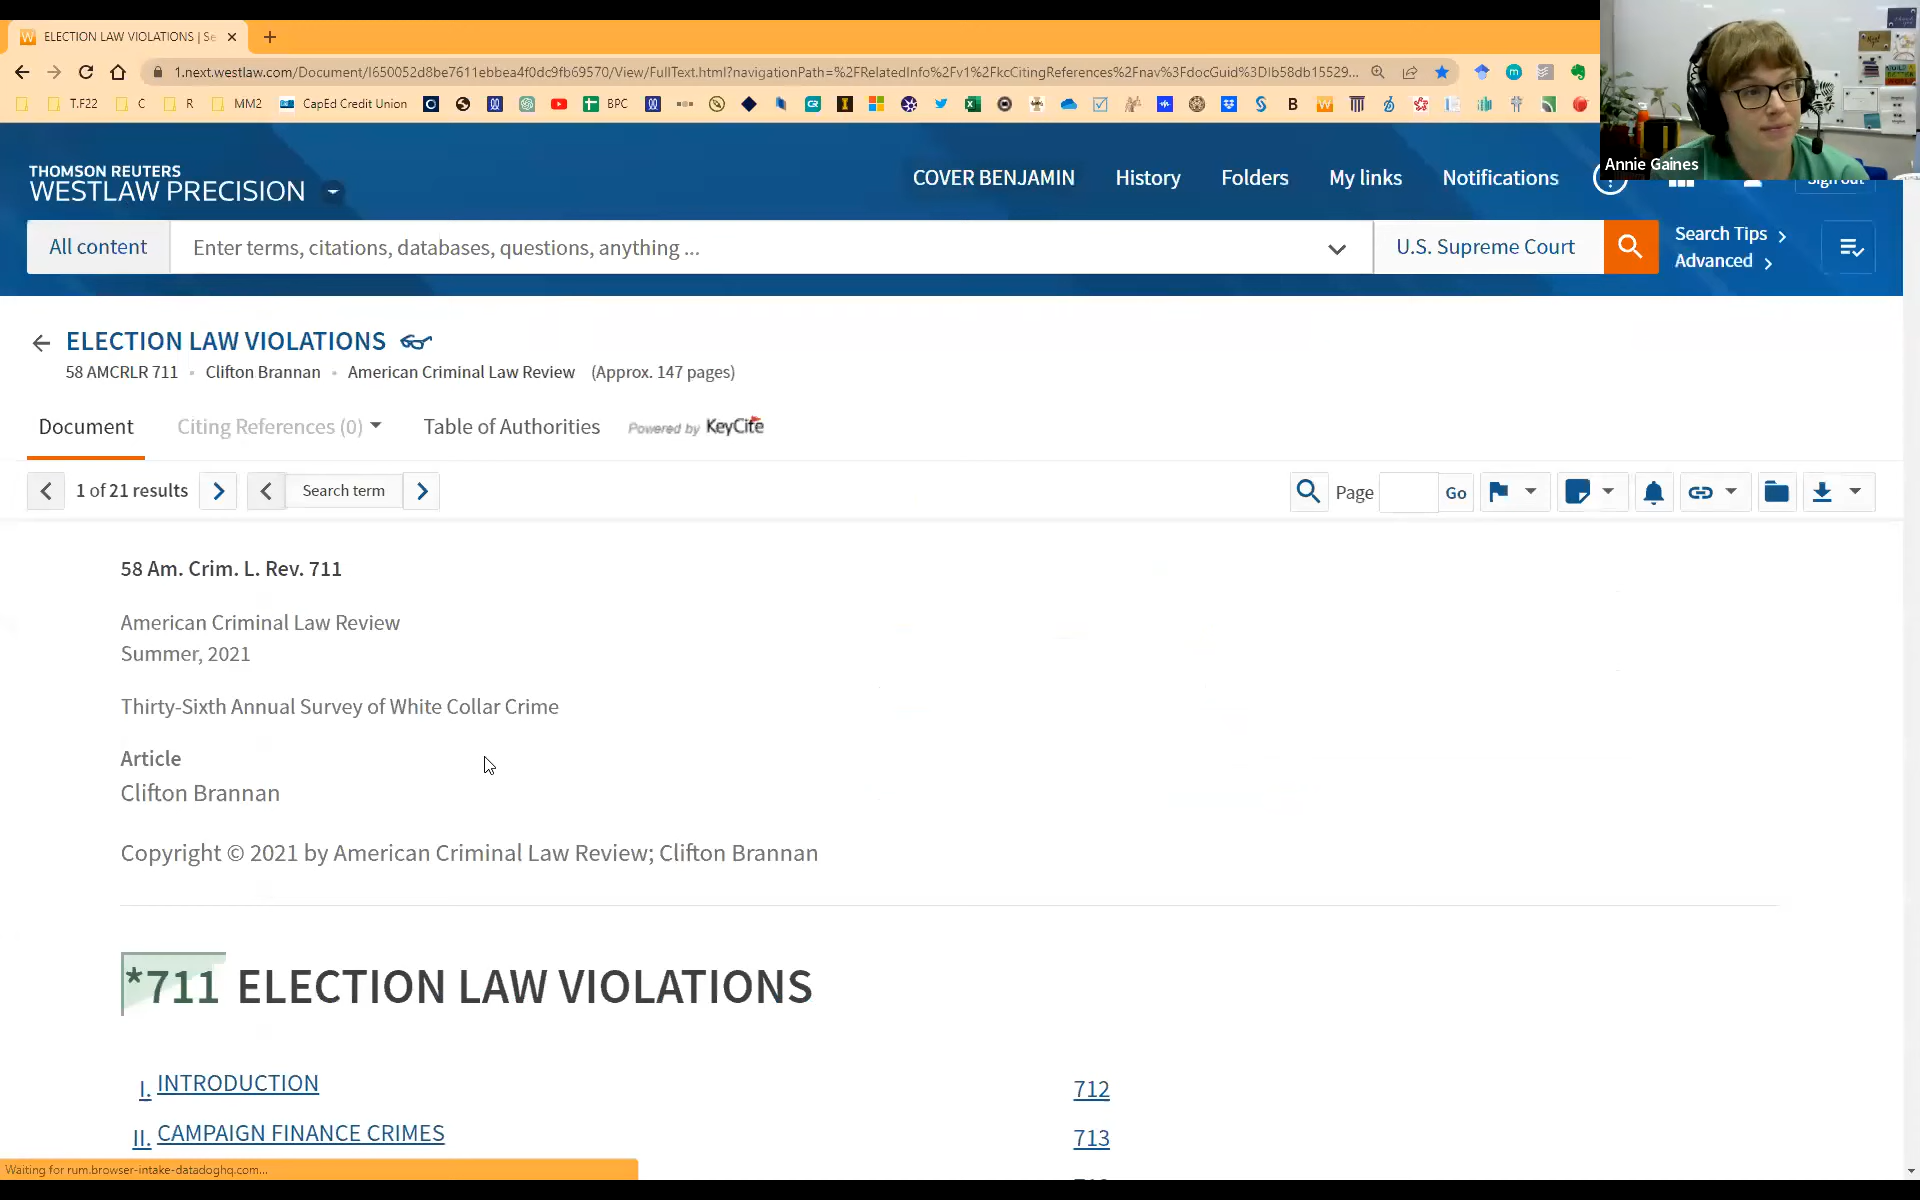 ELECTION LAW VIOLATIONS | Se
1.next.westlaw.com/Document/I650052d8be7611ebbea4f0dc9fb69570/View/FullText.html?navigationPath=%2FRelatedInfo%2Fv1%2FkcCitingReferences%2Fnav%3FdocGuid%3DIb58db15529...
T.F22 C R MM2 CapEd Credit Union BPC
Annie Gaines
THOMSON REUTERS
WESTLAW PRECISION
COVER BENJAMIN History Folders My links Notifications Sign out
All content Enter terms, citations, databases, questions, anything ... U.S. Supreme Court
Search Tips
Advanced
ELECTION LAW VIOLATIONS
58 AMCRLR 711 Clifton Brannan American Criminal Law Review (Approx. 147 pages)
Document Citing References (0) Table of Authorities Powered by KeyCite
1 of 21 results Search term Page Go
58 Am. Crim. L. Rev. 711
American Criminal Law Review
Summer, 2021
Thirty-Sixth Annual Survey of White Collar Crime
Article
Clifton Brannan
Copyright © 2021 by American Criminal Law Review; Clifton Brannan
*711 ELECTION LAW VIOLATIONS
I. INTRODUCTION 712
II. CAMPAIGN FINANCE CRIMES 713
Waiting for rum.browser-intake-datadoghq.com...